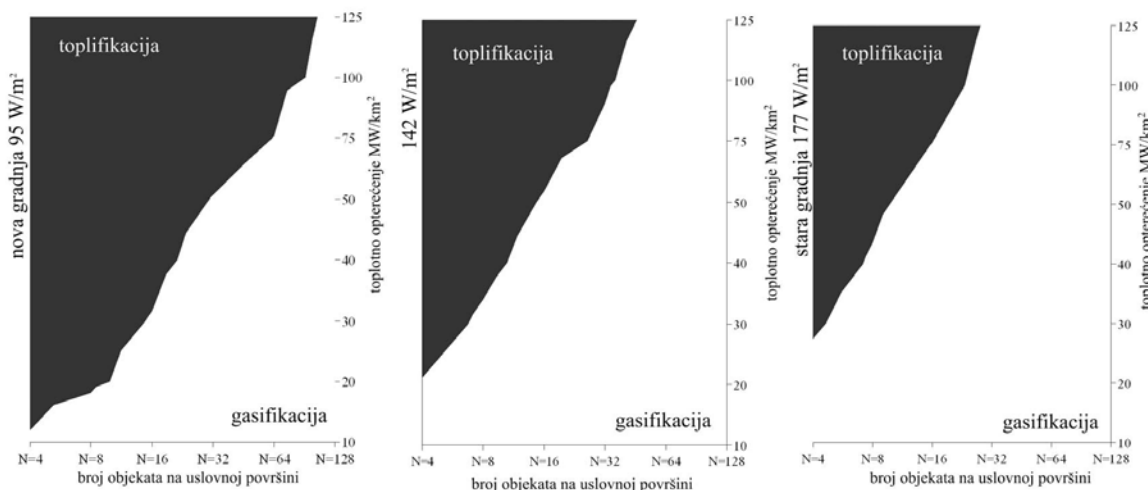 toplifikacija
gasifikacija
nova gradnja 95 W/m²
125
100
75
50
40
30
20
10
toplotno opterećenje MW/km²
N=4 N=8 N=16 N=32 N=64 N=128
broj objekata na uslovnoj površini
toplifikacija
gasifikacija
142 W/m²
125
100
75
50
40
30
20
10
toplotno opterećenje MW/km²
N=4 N=8 N=16 N=32 N=64 N=128
broj objekata na uslovnoj površini
toplifikacija
gasifikacija
stara gradnja 177 W/m²
125
100
75
50
40
30
20
10
toplotno opterećenje MW/km²
N=4 N=8 N=16 N=32 N=64 N=128
broj objekata na uslovnoj površini